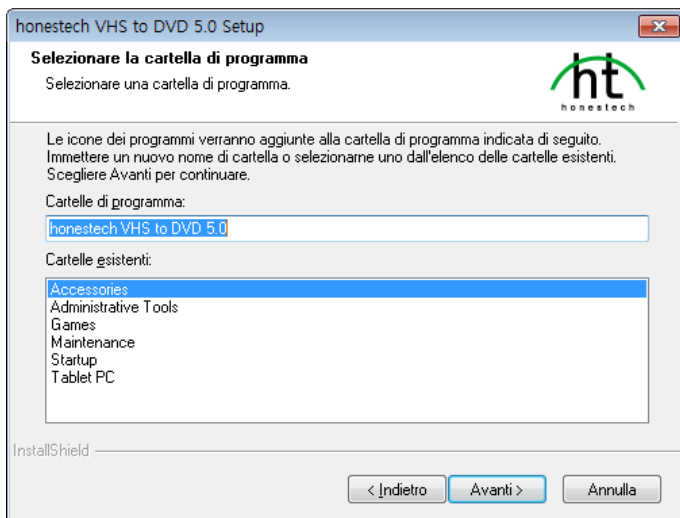 honestech VHS to DVD 5.0 Setup
Selezionare la cartella di programma
Selezionare una cartella di programma.
ht
honestech
Le icone dei programmi verranno aggiunte alla cartella di programma indicata di seguito.
Immettere un nuovo nome di cartella o selezionarne uno dall'elenco delle cartelle esistenti.
Scegliere Avanti per continuare.
Cartelle di programma:
honestech VHS to DVD 5.0
Cartelle esistenti:
Accessories
Administrative Tools
Games
Maintenance
Startup
Tablet PC
InstallShield
< Indietro
Avanti >
Annulla